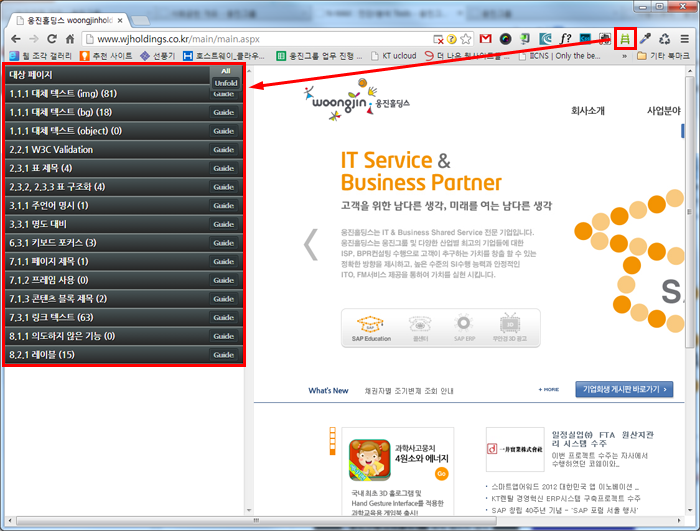 웅진홀딩스 woongjinhol
www.wjholdings.co.kr/main/main.aspx
웹 조각 갤러리
추천 사이트
선풍기
호스트웨이_클라우...
웅진그룹 업무 진행 ...
KT ucloud
더 나은 웹사이트를 ...
IICNS | Only the be...
»
기타 북마크
대상 페이지
All
Unfold
1.1.1 대체 텍스트 (img) (81) Guide
1.1.1 대체 텍스트 (bg) (18) Guide
1.1.1 대체 텍스트 (object) (0) Guide
2.2.1 W3C Validation Guide
2.3.1 표 제목 (4) Guide
2.3.2, 2.3.3 표 구조화 (4) Guide
3.1.1 주언어 명시 (1) Guide
3.3.1 명도 대비 Guide
6.3.1 키보드 포커스 (3) Guide
7.1.1 페이지 제목 (1) Guide
7.1.2 프레임 사용 (0) Guide
7.1.3 콘텐츠 블록 제목 (2) Guide
7.3.1 링크 텍스트 (63) Guide
8.1.1 의도하지 않은 기능 (0) Guide
8.2.1 레이블 (15) Guide
woongjin 웅진홀딩스
회사소개 사업분야
IT Service &
Business Partner
고객을 위한 남다른 생각, 미래를 여는 남다른 생각
웅진홀딩스는 IT & Business Shared Service 전문 기업입니다.
웅진홀딩스는 웅진그룹 및 다양한 산업별 최고의 기업들에 대한
ISP, BPR컨설팅 수행으로 고객이 추구하는 가치를 창출 할 수 있는
정확한 방향을 제시하고, 높은 수준의 SI수행 능력과 안정적인
ITO, FM서비스 제공을 통하여 가치를 실현 시킵니다.
SA
SAP
SAP Education
콜센터
SAP ERP
무안경 3D 광고
What's New
채권자별 조기변제 조회 안내
+ MORE
기업회생 게시판 바로가기 >
과학사고뭉치
4원소와 에너지
Go
국내 최초 3D 홀로그램 및
Hand Gesture Interface를 적용한
과학교육용 게임북 출시!
一井實業株式會社
일정실업㈜ FTA 원산지관
리 시스템 수주
이번 프로젝트 수주는 자사에서
수행하였던 코웨이와...
• 스마트앱어워드 2012 대한민국 앱 이노베이션 ...
• KT렌탈 경영혁신 ERP시스템 구축프로젝트 수주
• SAP 창립 40주년 기념 - 'SAP 포럼 서울 행사'